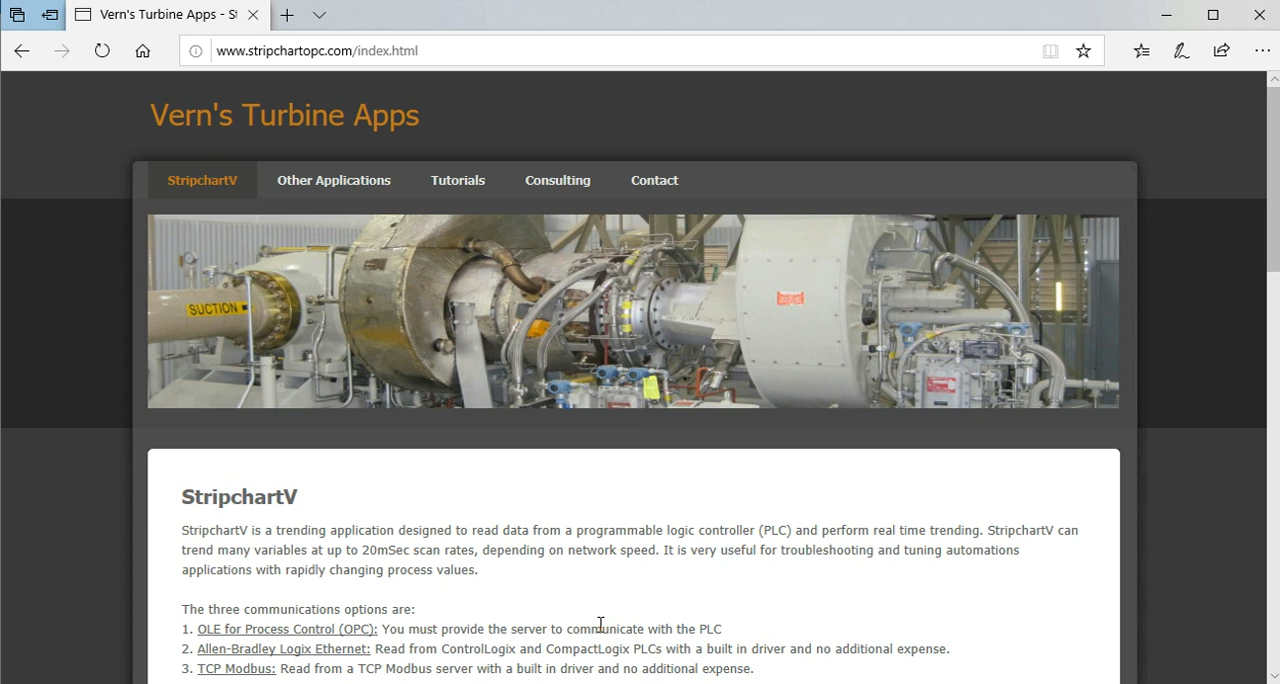 Vern's Turbine Apps - St
www.stripchartopc.com/index.html
Vern's Turbine Apps
StripchartV Other Applications Tutorials Consulting Contact
SUCTION
StripchartV
StripchartV is a trending application designed to read data from a programmable logic controller (PLC) and perform real time trending. StripchartV can
trend many variables at up to 20mSec scan rates, depending on network speed. It is very useful for troubleshooting and tuning automations
applications with rapidly changing process values.
The three communications options are:
1. OLE for Process Control (OPC): You must provide the server to communicate with the PLC
2. Allen-Bradley Logix Ethernet: Read from ControlLogix and CompactLogix PLCs with a built in driver and no additional expense.
3. TCP Modbus: Read from a TCP Modbus server with a built in driver and no additional expense.